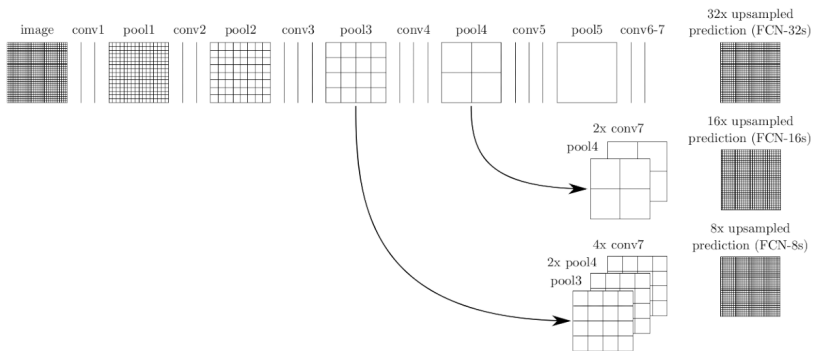 image conv1 pool1 conv2 pool2 conv3 pool3 conv4 pool4 conv5 pool5 conv6-7
32x upsampled
prediction (FCN-32s)
2x conv7
pool4
16x upsampled
prediction (FCN-16s)
4x conv7
2x pool4
pool3
8x upsampled
prediction (FCN-8s)